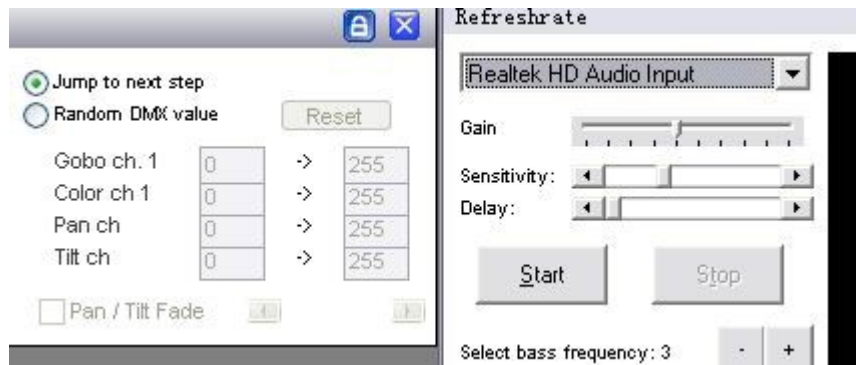 Jump to next step
Random DMX value
Reset
Gobo ch. 1 0 -> 255
Color ch 1 0 -> 255
Pan ch 0 -> 255
Tilt ch 0 -> 255
Pan / Tilt Fade
Refreshrate
Realtek HD Audio Input
Gain
Sensitivity:
Delay:
Start Stop
Select bass frequency: 3 - +